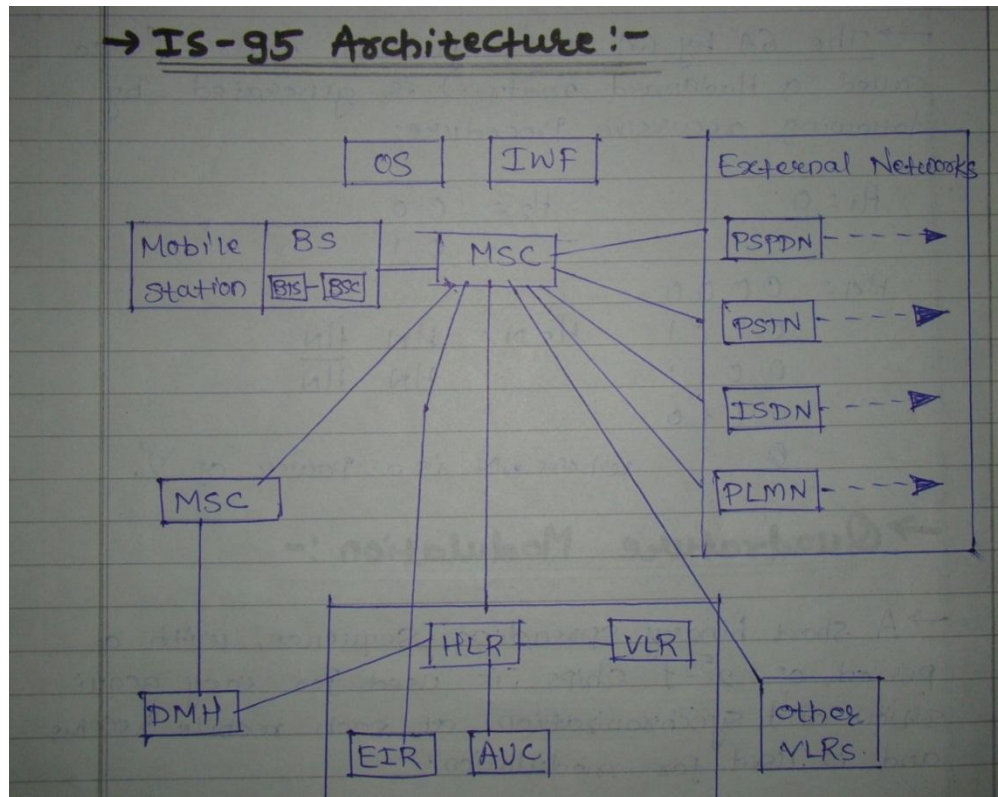 → IS-95 Architecture:-
OS
IWF
External Networks
Mobile
Station
BS
BTS
BSC
MSC
PSPDN
PSTN
ISDN
PLMN
MSC
HLR
VLR
DMH
EIR
AUC
other
VLRs